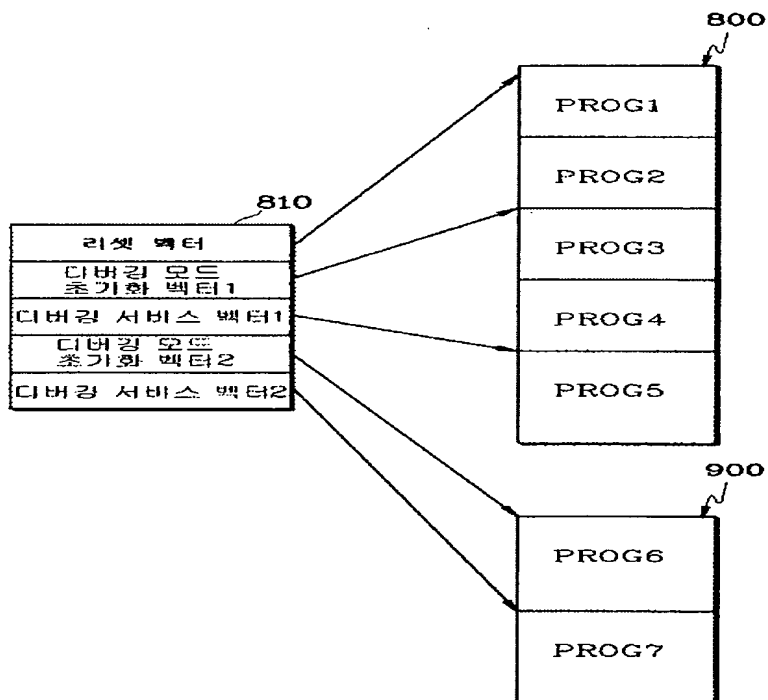 800
PROG1
PROG2
PROG3
PROG4
PROG5
810
리셋 벡터
디버깅 모드
초기화 벡터1
디버깅 서비스 벡터1
디버깅 모드
초기화 벡터2
디버깅 서비스 벡터2
900
PROG6
PROG7